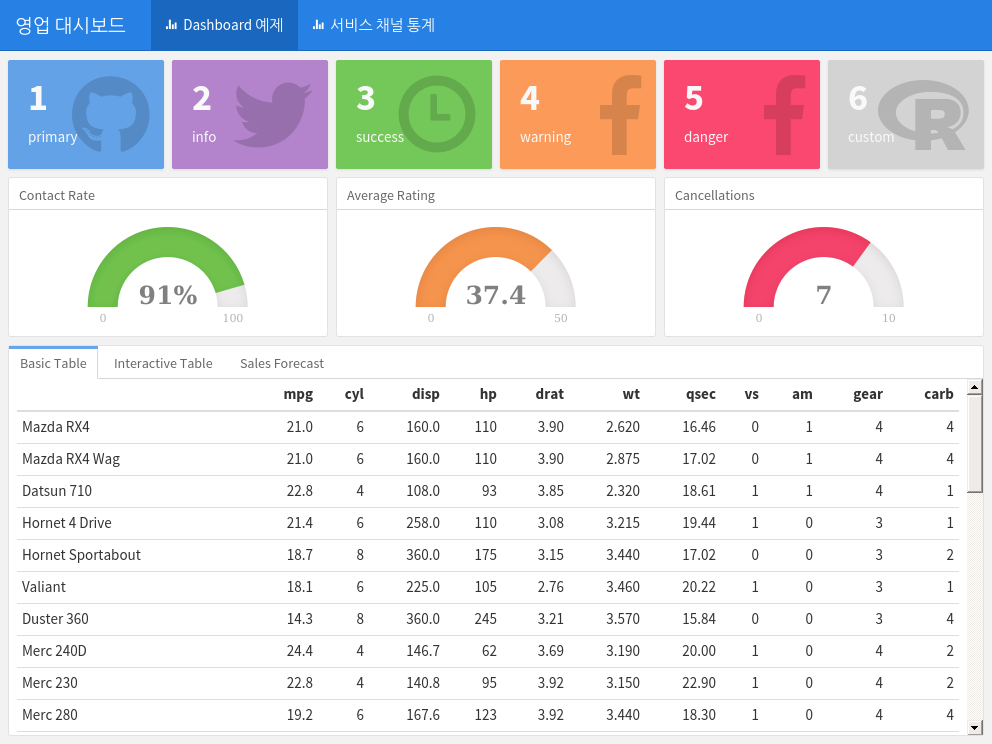 영업 대시보드 Dashboard 예제 서비스 채널 통계
1 2 3 4 5 6
primary info success warning danger custom
Contact Rate Average Rating Cancellations
91% 37.4 7
0 100 0 50 0 10
Basic Table Interactive Table Sales Forecast
mpg cyl disp hp drat wt qsec vs am gear carb
Mazda RX4 21.0 6 160.0 110 3.90 2.620 16.46 0 1 4 4
Mazda RX4 Wag 21.0 6 160.0 110 3.90 2.875 17.02 0 1 4 4
Datsun 710 22.8 4 108.0 93 3.85 2.320 18.61 1 1 4 1
Hornet 4 Drive 21.4 6 258.0 110 3.08 3.215 19.44 1 0 3 1
Hornet Sportabout 18.7 8 360.0 175 3.15 3.440 17.02 0 0 3 2
Valiant 18.1 6 225.0 105 2.76 3.460 20.22 1 0 3 1
Duster 360 14.3 8 360.0 245 3.21 3.570 15.84 0 0 3 4
Merc 240D 24.4 4 146.7 62 3.69 3.190 20.00 1 0 4 2
Merc 230 22.8 4 140.8 95 3.92 3.150 22.90 1 0 4 2
Merc 280 19.2 6 167.6 123 3.92 3.440 18.30 1 0 4 4